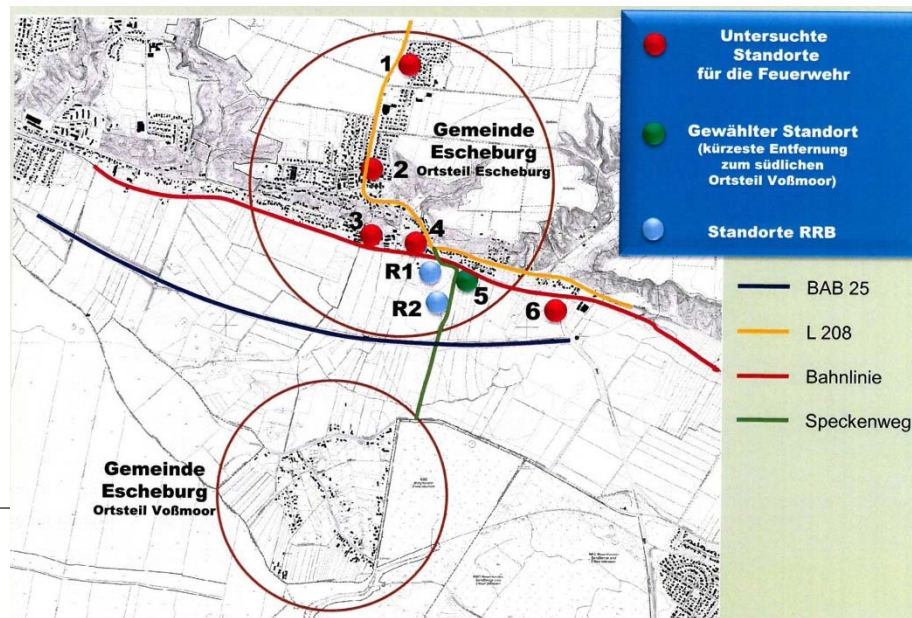 Untersuchte
Standorte
für die Feuerwehr
Gewählter Standort
(kürzeste Entfernung
zum südlichen
Ortsteil Voßmoor)
Standorte RRB
BAB 25
L 208
Bahnlinie
Speckenweg
1
Gemeinde
Escheburg
Ortsteil Escheburg
2
3
4
R1
5
R2
6
Gemeinde
Escheburg
Ortsteil Voßmoor